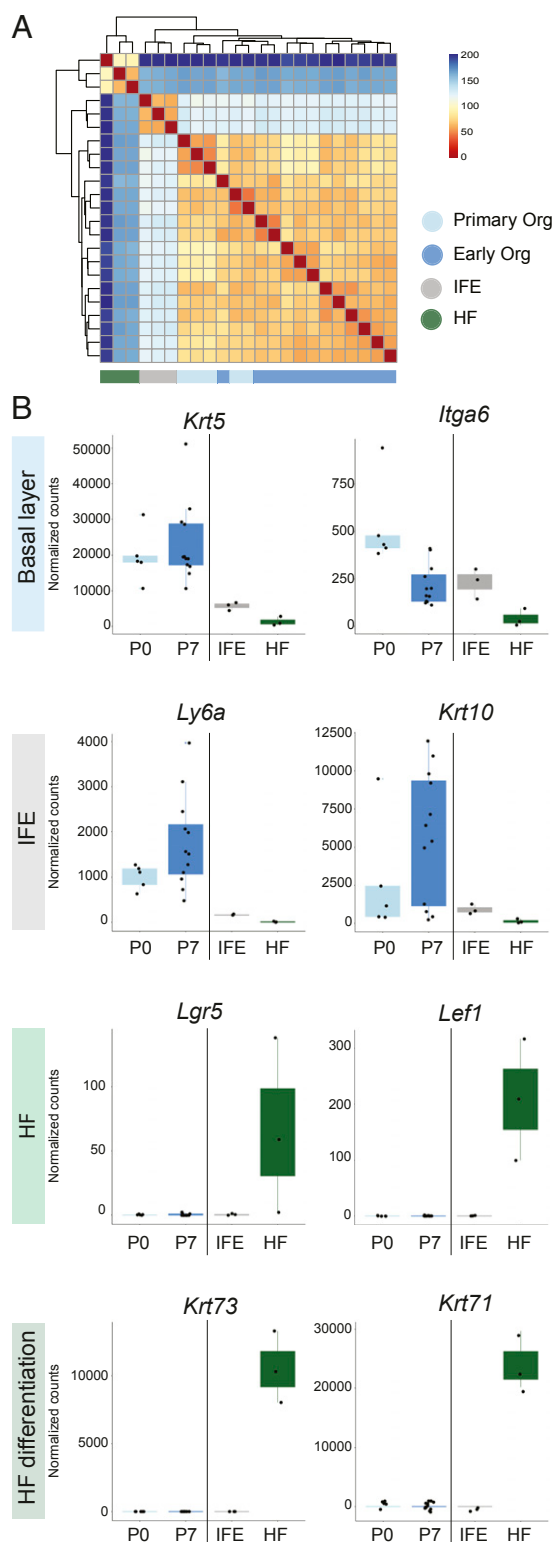 A
200
150
100
50
0
Primary Org
Early Org
IFE
HF
B
Basal layer
Krt5
Normalized counts
50000
40000
30000
20000
10000
0
P0 P7 IFE HF
Itga6
750
500
250
0
P0 P7 IFE HF
IFE
Ly6a
Normalized counts
4000
3000
2000
1000
0
P0 P7 IFE HF
Krt10
12500
10000
7500
5000
2500
0
P0 P7 IFE HF
HF
Lgr5
Normalized counts
100
50
0
P0 P7 IFE HF
Lef1
300
200
100
0
P0 P7 IFE HF
HF differentiation
Krt73
Normalized counts
10000
5000
0
P0 P7 IFE HF
Krt71
30000
20000
10000
0
P0 P7 IFE HF